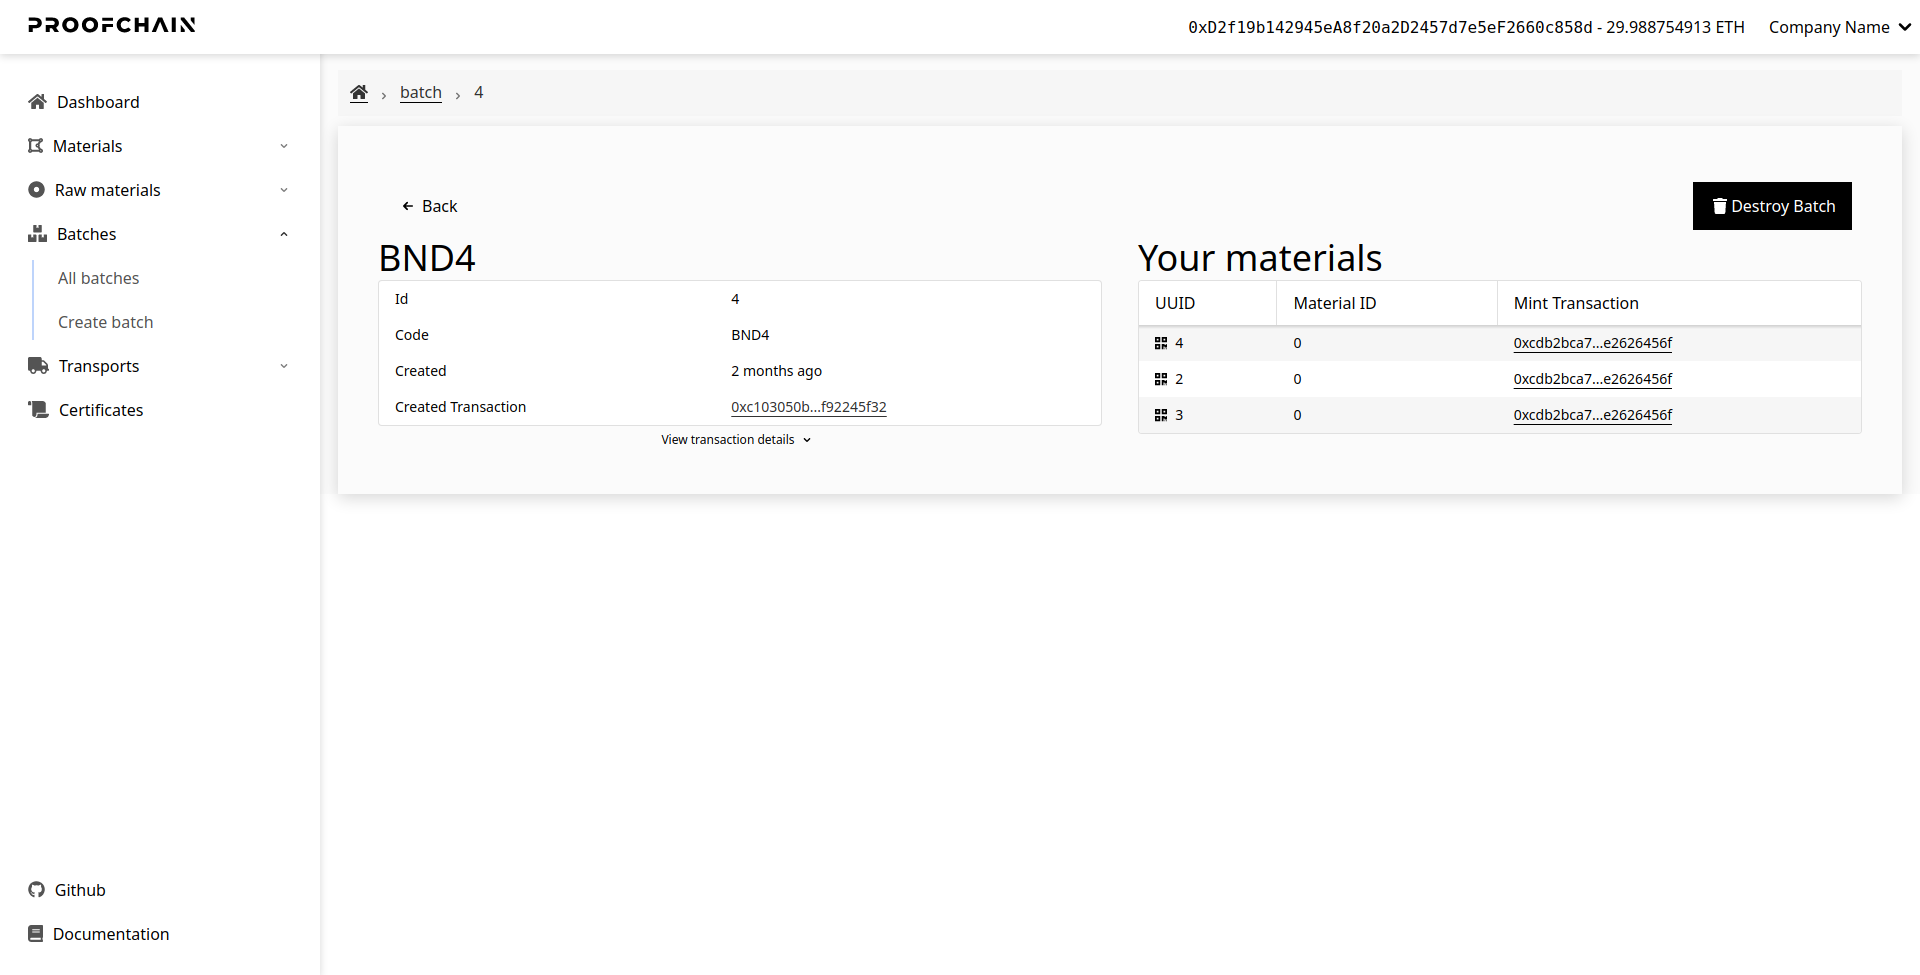 PROOFCHAIN
0xD2f19b142945eA8f20a2D2457d7e5eF2660c858d - 29.988754913 ETH Company Name
Dashboard
Materials
Raw materials
Batches
All batches
Create batch
Transports
Certificates
Github
Documentation
batch 4
Back
Destroy Batch
BND4
Id 4
Code BND4
Created 2 months ago
Created Transaction 0xc103050b...f92245f32
View transaction details
Your materials
UUID Material ID Mint Transaction
4 0 0xcdb2bca7...e2626456f
2 0 0xcdb2bca7...e2626456f
3 0 0xcdb2bca7...e2626456f